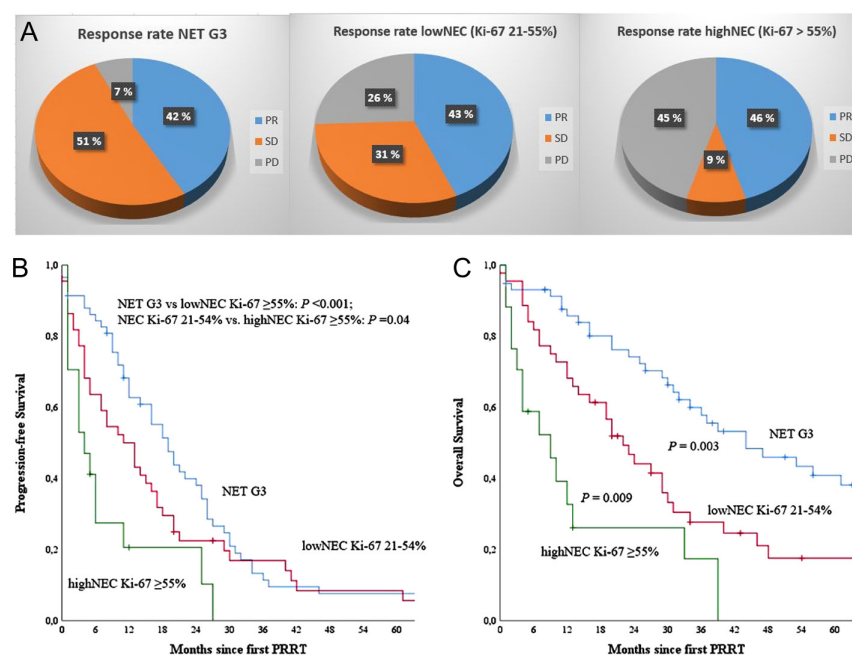 A
Response rate NET G3
7 %
42 %
51 %
PR
SD
PD
Response rate lowNEC (Ki-67 21-55%)
26 %
43 %
31 %
PR
SD
PD
Response rate highNEC (Ki-67 > 55%)
45 %
46 %
9 %
PR
SD
PD
B
1,0
0,8
0,6
0,4
0,2
0,0
Progression-free Survival
NET G3 vs lowNEC Ki-67 ≥55%: P <0.001;
NEC Ki-67 21-54% vs. highNEC Ki-67 ≥55%: P =0.04
NET G3
lowNEC Ki-67 21-54%
highNEC Ki-67 ≥55%
0 6 12 18 24 30 36 42 48 54 60
Months since first PRRT
C
1,0
0,8
0,6
0,4
0,2
0,0
Overall Survival
NET G3
P = 0.003
P = 0.009
lowNEC Ki-67 21-54%
highNEC Ki-67 ≥55%
0 6 12 18 24 30 36 42 48 54 60
Months since first PRRT